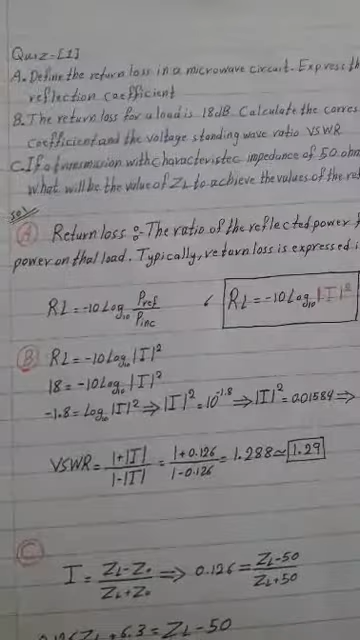 Quiz-[1]
A. Define the return loss in a microwave circuit. Express th
reflection coefficient
B. The return loss for a load is 18dB. Calculate the corres
coefficient and the voltage standing wave ratio VSWR
C. If a transmission with characteristec impedance of 50 ohm
What will be the value of ZL to achieve the values of the
sol
A Return loss :- The ratio of the reflected power
power on that load. Typically, return loss is expressed i
RL = -10 Log10 Pref/Pinc , RL = -10 Log10 |Γ|²
B RL = -10 Log10 |Γ|²
18 = -10 Log10 |Γ|²
-1.8 = Log10 |Γ|² ⇒ |Γ|² = 10^-1.8 ⇒ |Γ|² = 0.01584 ⇒
VSWR = 1+|Γ|/1-|Γ| = 1+0.126/1-0.126 = 1.288 ≃ 1.29
C
Γ = ZL-Z0/ZL+Z0 ⇒ 0.126 = ZL-50/ZL+50
0.126ZL + 6.3 = ZL - 50